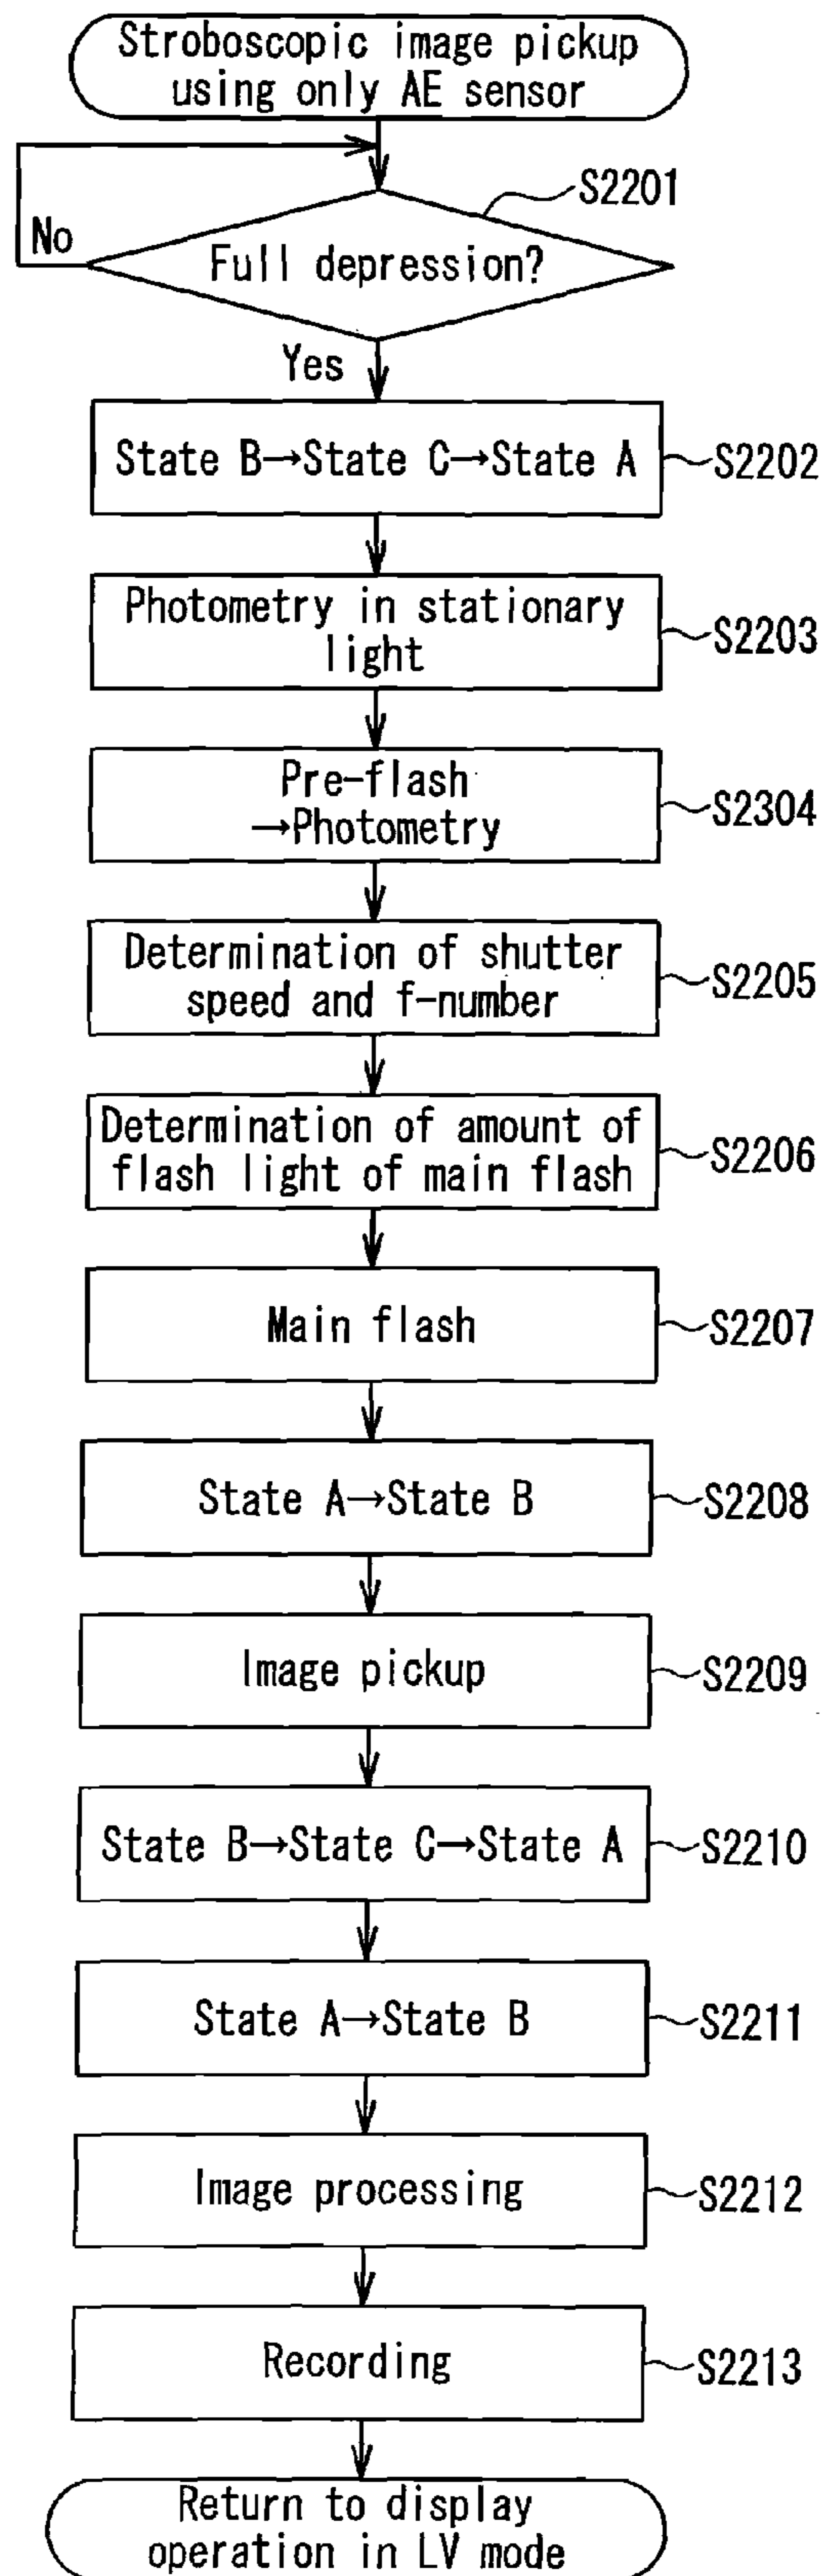 Stroboscopic image pickup
using only AE sensor
S2201
No
Full depression?
Yes
State B→State C→State A
S2202
Photometry in stationary
light
S2203
Pre-flash
→Photometry
S2304
Determination of shutter
speed and f-number
S2205
Determination of amount of
flash light of main flash
S2206
Main flash
S2207
State A→State B
S2208
Image pickup
S2209
State B→State C→State A
S2210
State A→State B
S2211
Image processing
S2212
Recording
S2213
Return to display
operation in LV mode